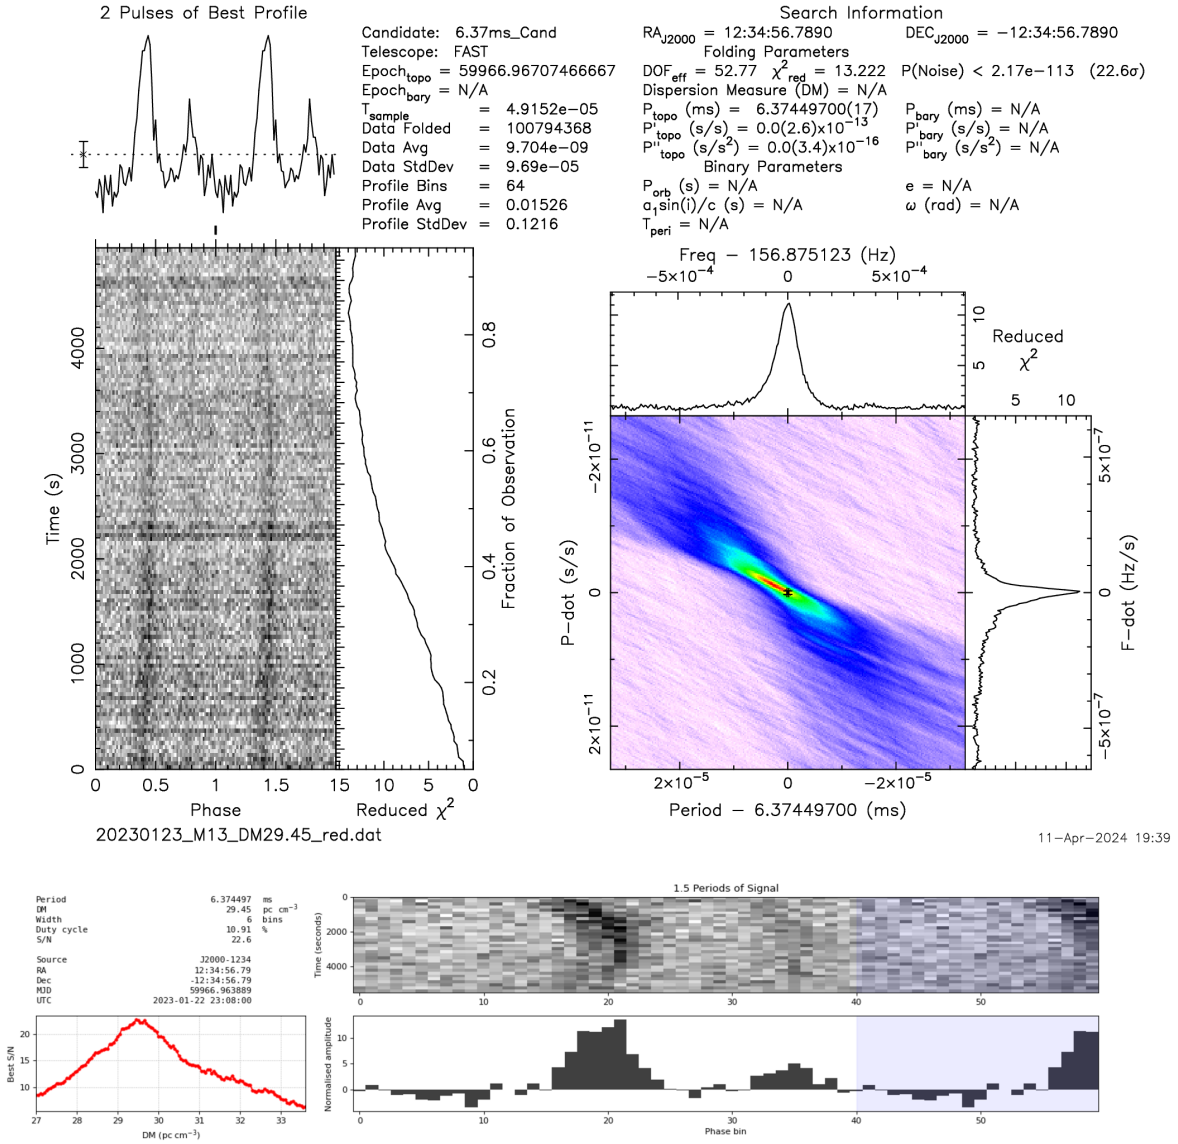 2 Pulses of Best Profile
Search Information
Candidate: 6.37ms_Cand
Telescope: FAST
Epoch_topo = 59966.96707466667
Epoch_bary = N/A
T_sample = 4.9152e-05
Data Folded = 100794368
Data Avg = 9.704e-09
Data StdDev = 9.69e-05
Profile Bins = 64
Profile Avg = 0.01526
Profile StdDev = 0.1216
RA_J2000 = 12:34:56.7890 DEC_J2000 = -12:34:56.7890
Folding Parameters
DOF_eff = 52.77 χ²_red = 13.222 P(Noise) < 2.17e-113 (22.6σ)
Dispersion Measure (DM) = N/A
P_topo (ms) = 6.37449700(17) P_bary (ms) = N/A
P'_topo (s/s) = 0.0(2.6)x10⁻¹³ P'_bary (s/s) = N/A
P''_topo (s/s²) = 0.0(3.4)x10⁻¹⁶ P''_bary (s/s²) = N/A
Binary Parameters
P_orb (s) = N/A e = N/A
a₁sin(i)/c (s) = N/A ω (rad) = N/A
T_peri = N/A
0 1000 2000 3000 4000
Time (s)
0 0.5 1 1.5
Phase
15 10 5 0
Reduced χ²
0.2 0.4 0.6 0.8
Fraction of Observation
Freq - 156.875123 (Hz)
-5×10⁻⁴ 0 5×10⁻⁴
5 10
Reduced
χ²
5 10
-2×10⁻¹¹ 0 2×10⁻¹¹
P-dot (s/s)
5×10⁻⁷ 0 -5×10⁻⁷
F-dot (Hz/s)
2×10⁻⁵ 0 -2×10⁻⁵
Period - 6.37449700 (ms)
20230123_M13_DM29.45_red.dat
11-Apr-2024 19:39
Period 6.374497 ms
DM 29.45 pc cm⁻³
Width 6 bins
Duty cycle 10.91 %
S/N 22.6
Source J2000-1234
RA 12:34:56.79
Dec -12:34:56.79
MJD 59966.963889
UTC 2023-01-22 23:08:00
1.5 Periods of Signal
0
2000
4000
Time (seconds)
0 10 20 30 40 50
20
15
10
Best S/N
27 28 29 30 31 32 33
DM (pc cm⁻³)
10
5
0
Normalised amplitude
0 10 20 30 40 50
Phase bin